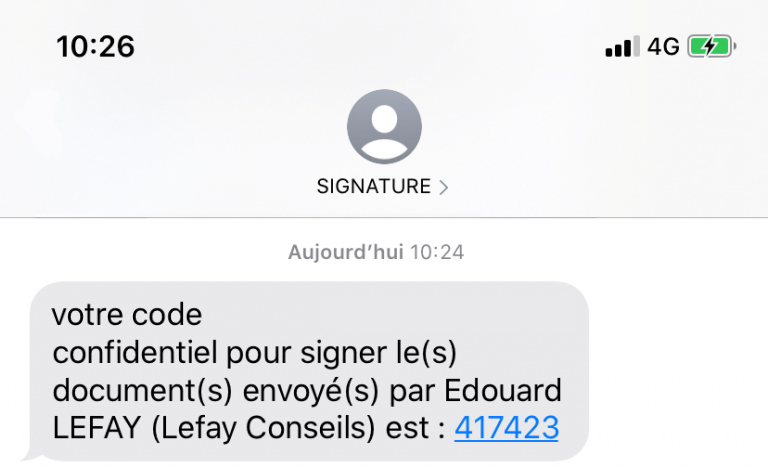 10:26
4G
SIGNATURE >
Aujourd'hui 10:24
votre code
confidentiel pour signer le(s)
document(s) envoyé(s) par Edouard
LEFAY (Lefay Conseils) est : 417423